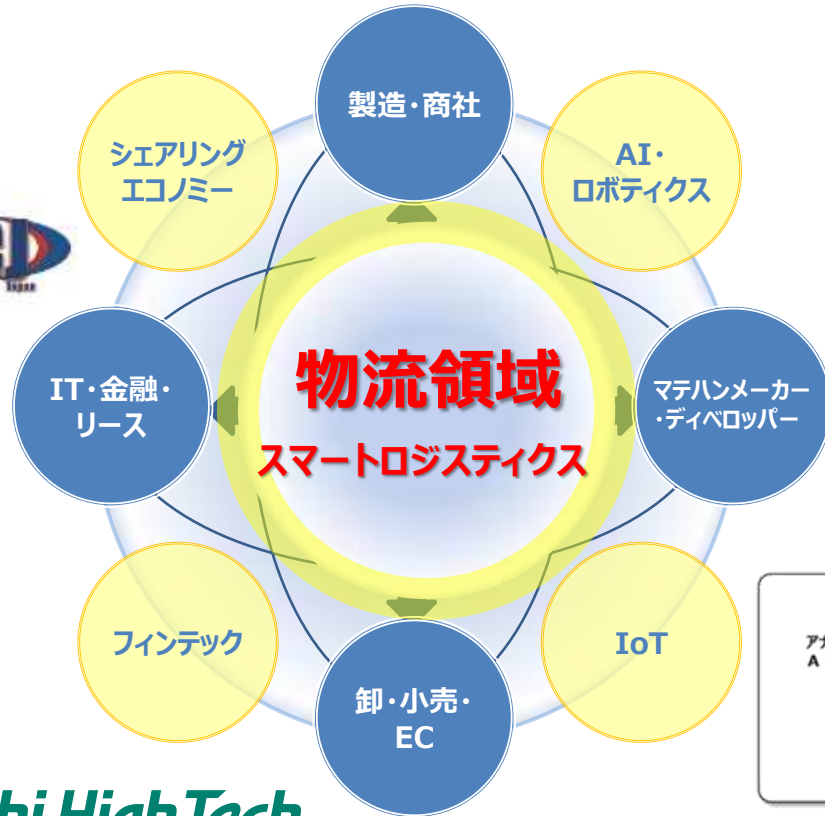 製造・商社
シェアリング
エコノミー
AI・
ロボティクス
Japan
IT・金融・
リース
物流領域
スマートロジスティクス
マテハンメーカー
・ディベロッパー
フィンテック
IoT
卸・小売・
EC
A
High Tech